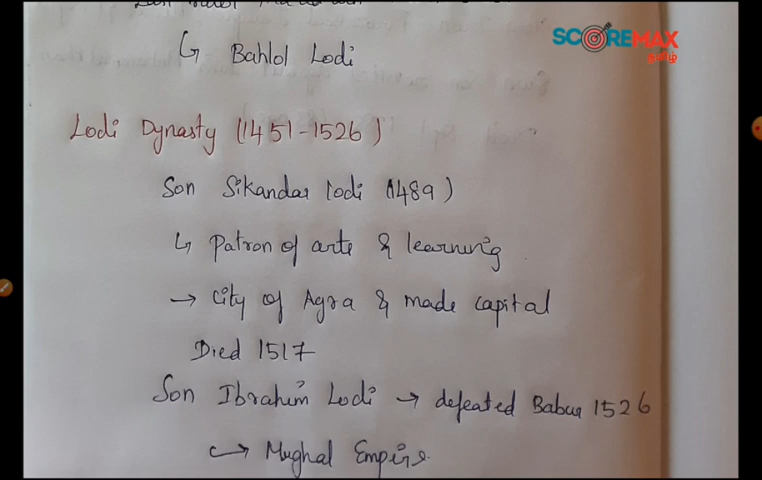 SCOREMAX
தமிழ்
↳ Bahlol Lodi
Lodi Dynasty (1451-1526)
Son Sikandar lodi (1489)
↳ Patron of arts & learning
→ City of Agra & made capital
Died 1517
Son Ibrahim Lodi → defeated Babur 1526
↳ Mughal Empire